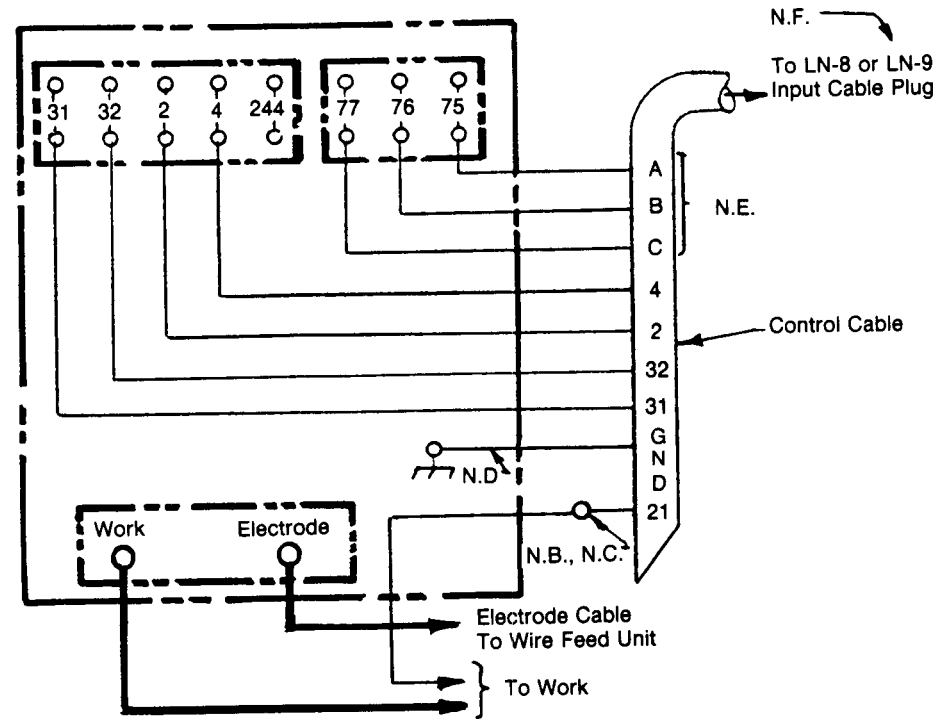 N.F.
To LN-8 or LN-9
Input Cable Plug
31 32 2 4 244
77 76 75
A
B
C
N.E.
4
2
Control Cable
32
31
G
N
D
N.D
21
N.B., N.C.
Work
Electrode
Electrode Cable
To Wire Feed Unit
To Work